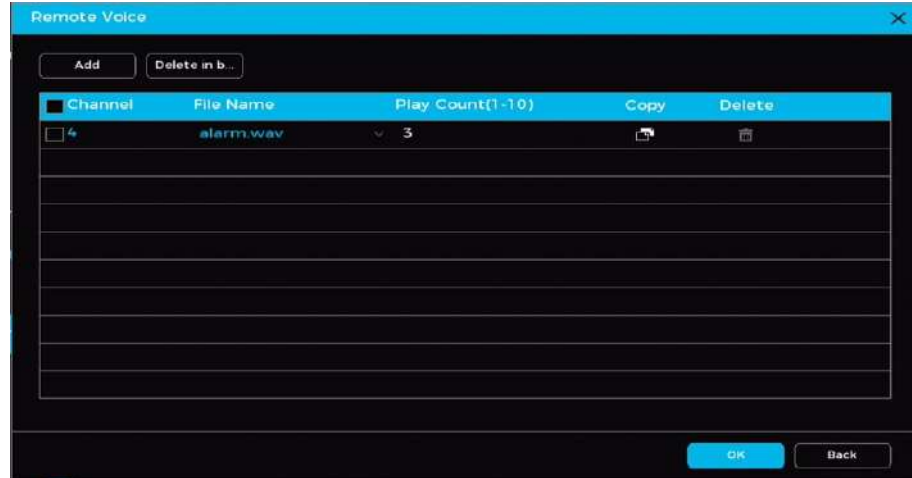 Remote Voice
Add Delete in b...
Channel File Name Play Count(1-10) Copy Delete
4 alarm.wav 3
OK Back